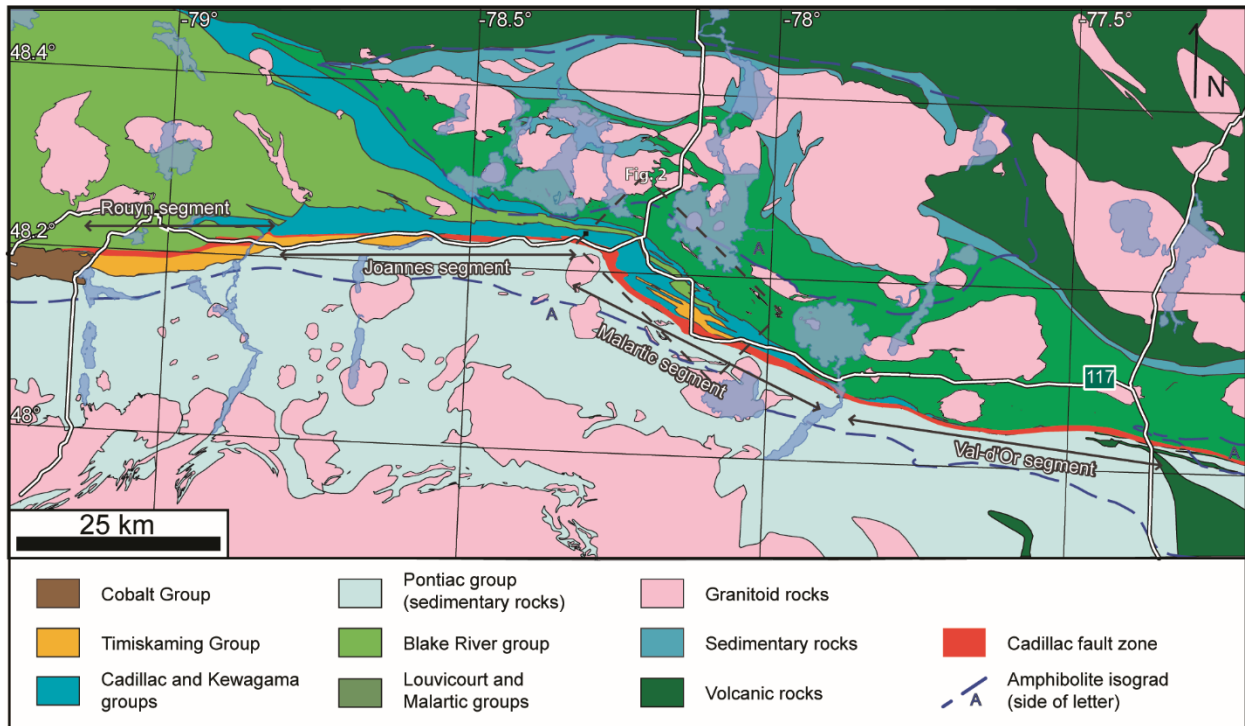 -79°
-78.5°
-78°
-77.5°
48.4°
N
Fig. 2
Rouyn segment
48.2°
A
Joannes segment
A
Malartic segment
117
48°
Val-d'Or segment
A
25 km
Cobalt Group
Pontiac group
(sedimentary rocks)
Granitoid rocks
Timiskaming Group
Blake River group
Sedimentary rocks
Cadillac fault zone
Cadillac and Kewagama
groups
Louvicourt and
Malartic groups
Volcanic rocks
A
Amphibolite isograd
(side of letter)